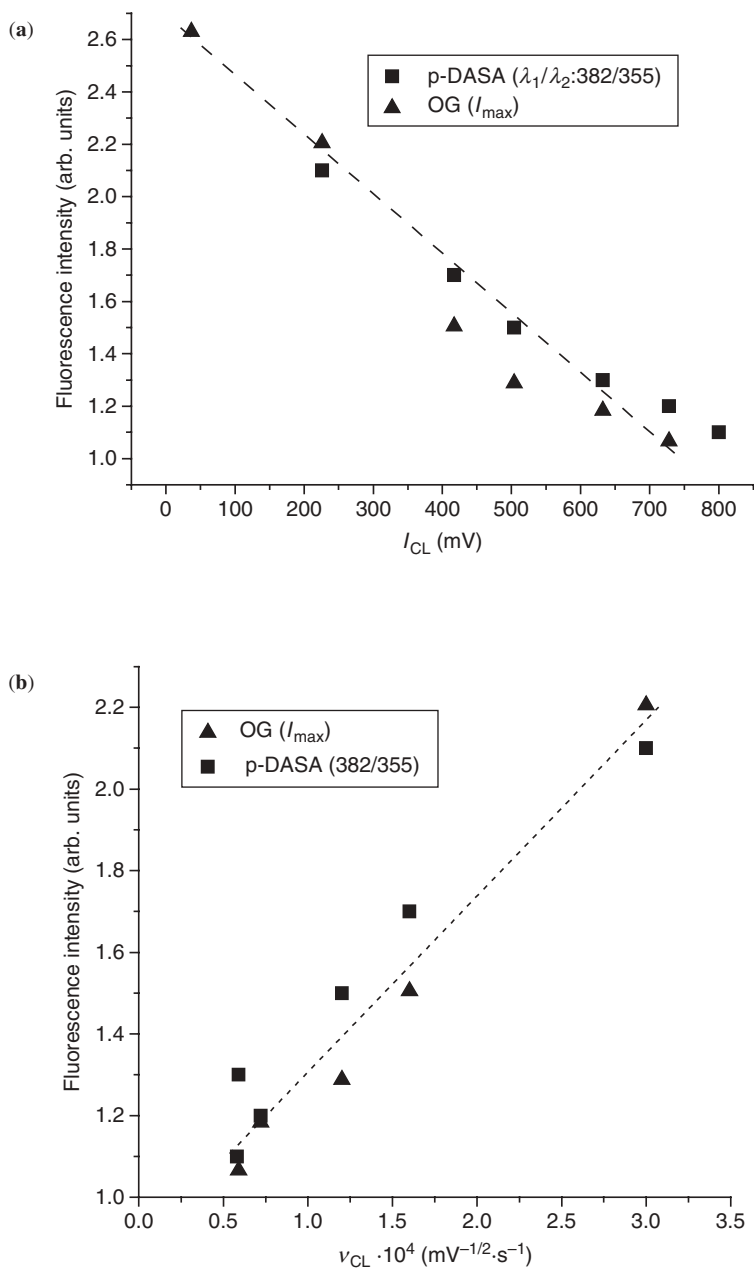 (a)
2.6
2.4
2.2
2.0
1.8
1.6
1.4
1.2
1.0
Fluorescence intensity (arb. units)
p-DASA (λ1/λ2:382/355)
OG (Imax)
0 100 200 300 400 500 600 700 800
ICL (mV)
(b)
2.2
2.0
1.8
1.6
1.4
1.2
1.0
Fluorescence intensity (arb. units)
OG (Imax)
p-DASA (382/355)
0.0 0.5 1.0 1.5 2.0 2.5 3.0 3.5
νCL ·10⁴ (mV⁻¹/²·s⁻¹)